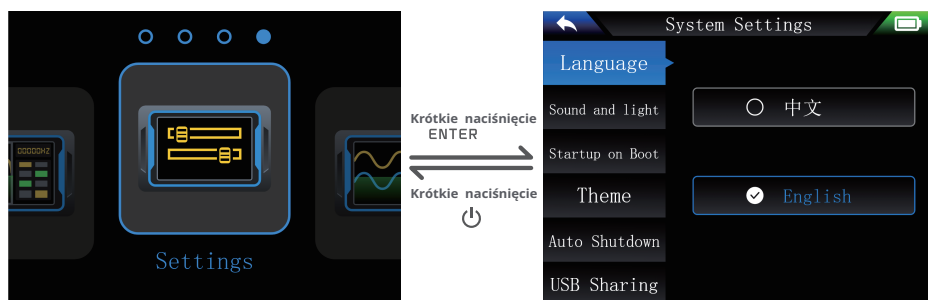 00000HZ
Settings
Krótkie naciśnięcie
ENTER
Krótkie naciśnięcie
System Settings
Language
Sound and light
Startup on Boot
Theme
Auto Shutdown
USB Sharing
中文
English